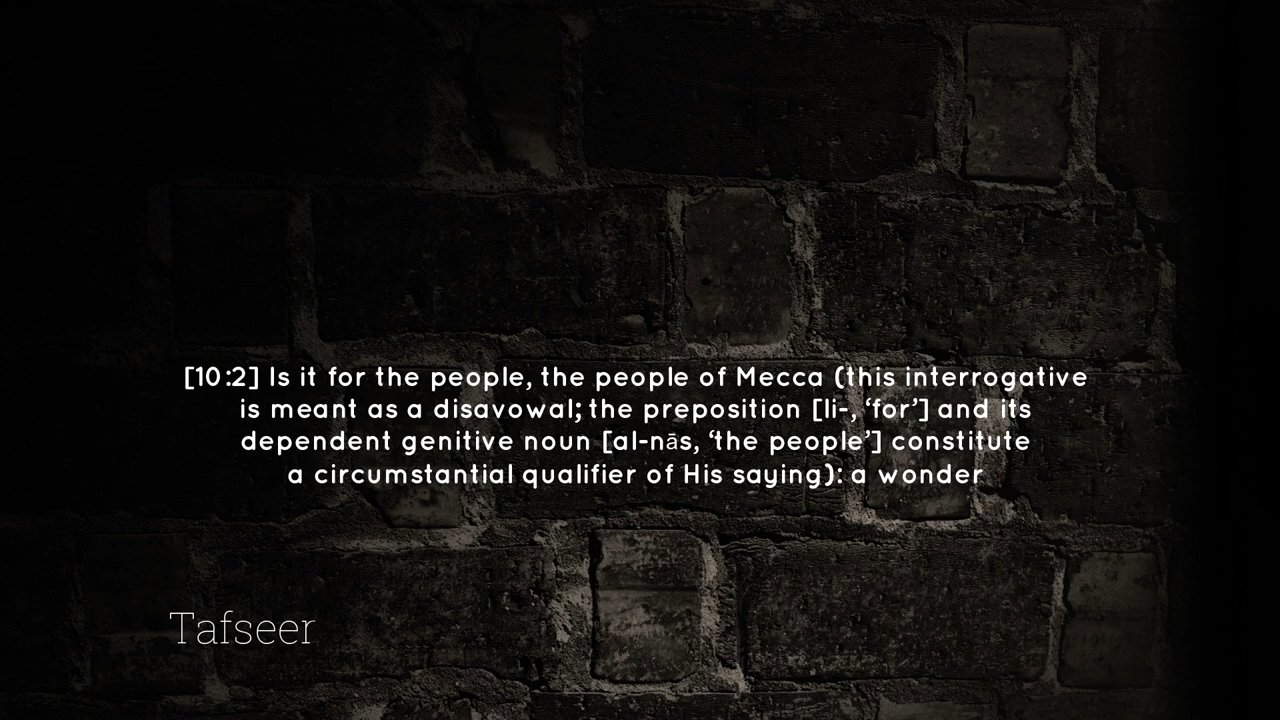 [10:2] Is it for the people, the people of Mecca (this interrogative
is meant as a disavowal; the preposition [li-, ‘for’] and its
dependent genitive noun [al-nās, ‘the people’] constitute
a circumstantial qualifier of His saying): a wonder
Tafseer